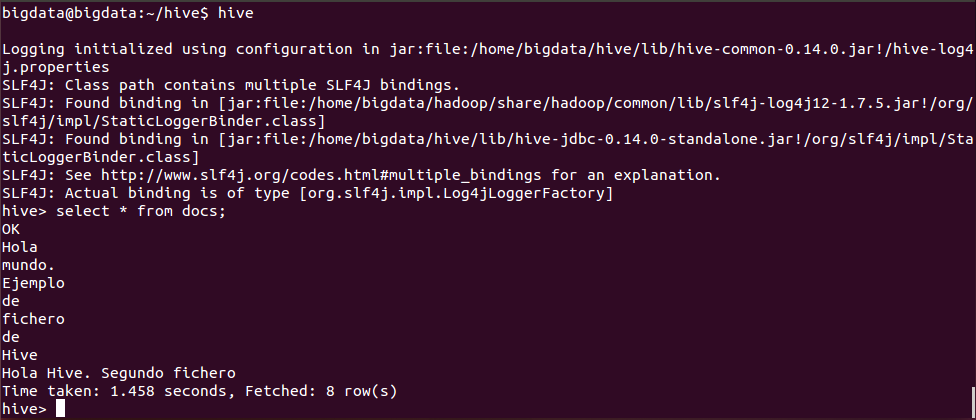 bigdata@bigdata:~/hive$ hive
Logging initialized using configuration in jar:file:/home/bigdata/hive/lib/hive-common-0.14.0.jar!/hive-log4
j.properties
SLF4J: Class path contains multiple SLF4J bindings.
SLF4J: Found binding in [jar:file:/home/bigdata/hadoop/share/hadoop/common/lib/slf4j-log4j12-1.7.5.jar!/org/
slf4j/impl/StaticLoggerBinder.class]
SLF4J: Found binding in [jar:file:/home/bigdata/hive/lib/hive-jdbc-0.14.0-standalone.jar!/org/slf4j/impl/Sta
ticLoggerBinder.class]
SLF4J: See http://www.slf4j.org/codes.html#multiple_bindings for an explanation.
SLF4J: Actual binding is of type [org.slf4j.impl.Log4jLoggerFactory]
hive> select * from docs;
OK
Hola
mundo.
Ejemplo
de
fichero
de
Hive
Hola Hive. Segundo fichero
Time taken: 1.458 seconds, Fetched: 8 row(s)
hive>